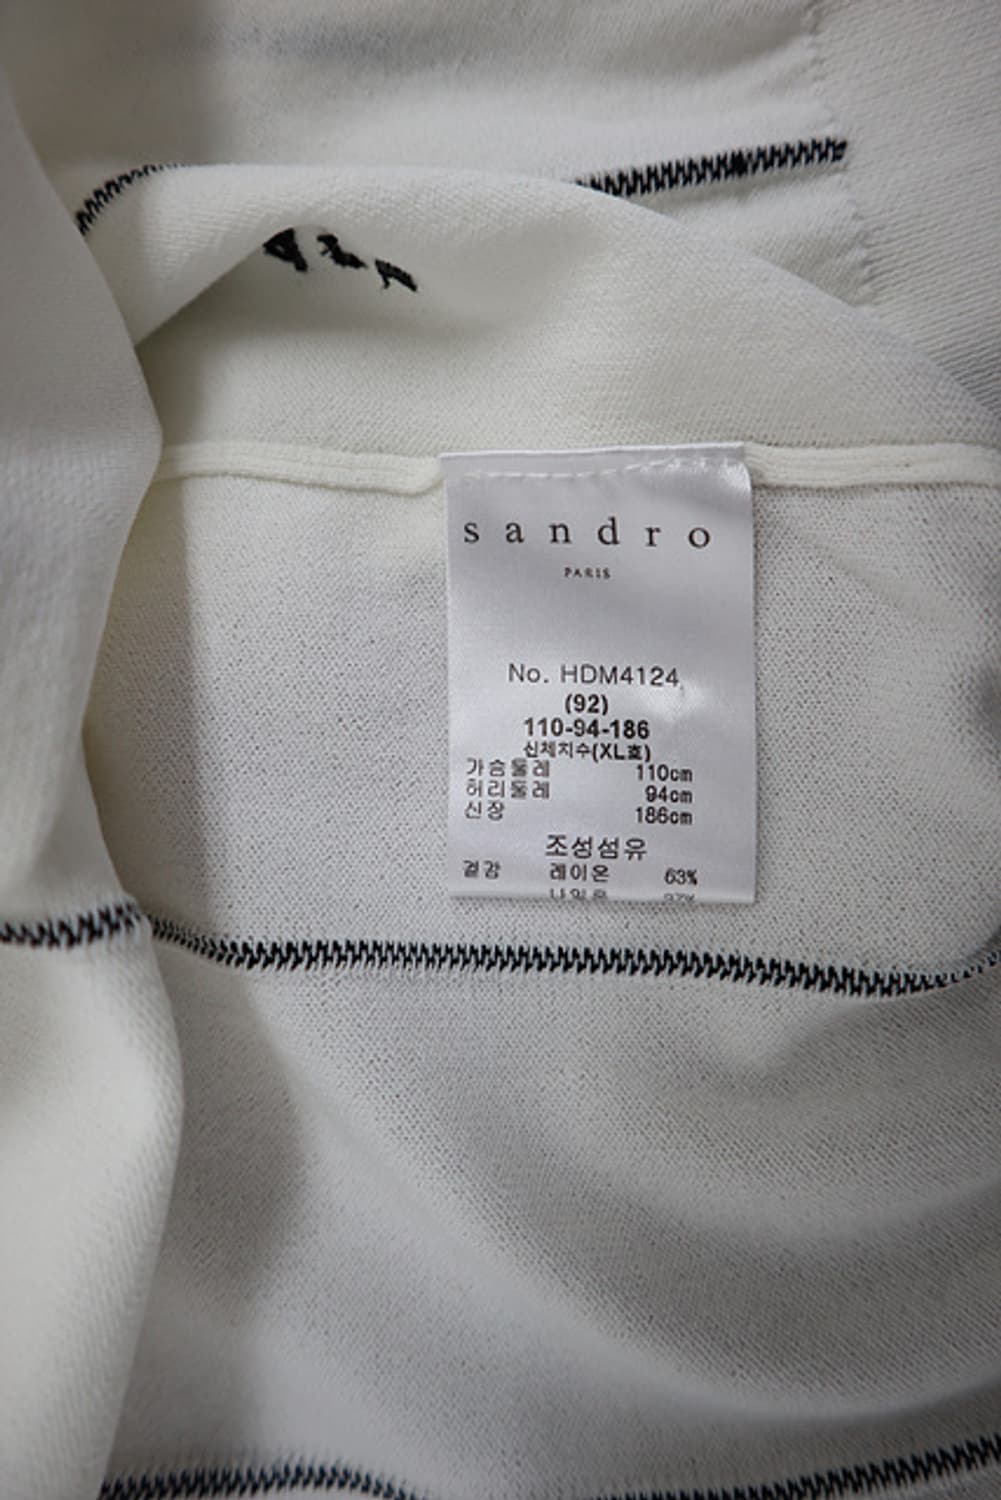 sandro
PARIS
No. HDM4124
(92)
110-94-186
신체치수(XL호)
가슴둘레 110cm
허리둘레 94cm
신장 186cm
조성섬유
겉감 레이온 63%